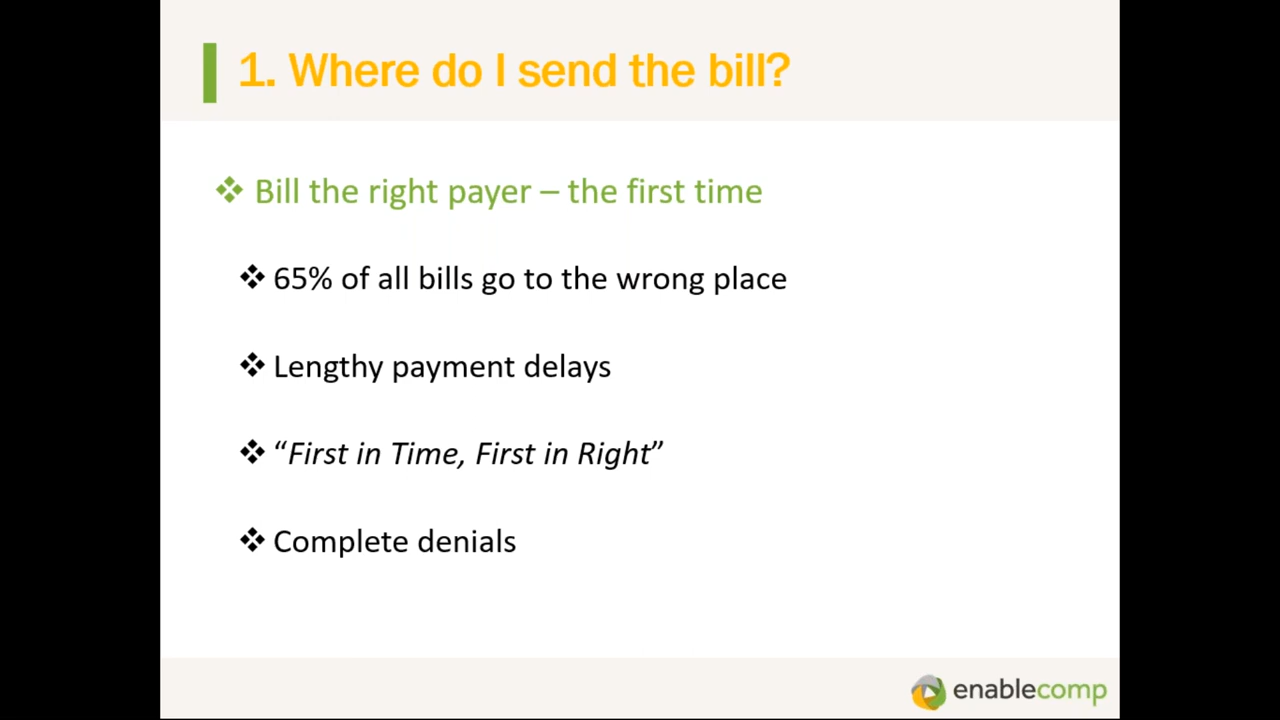 1. Where do I send the bill?
Bill the right payer – the first time
65% of all bills go to the wrong place
Lengthy payment delays
“First in Time, First in Right”
Complete denials
enablecomp